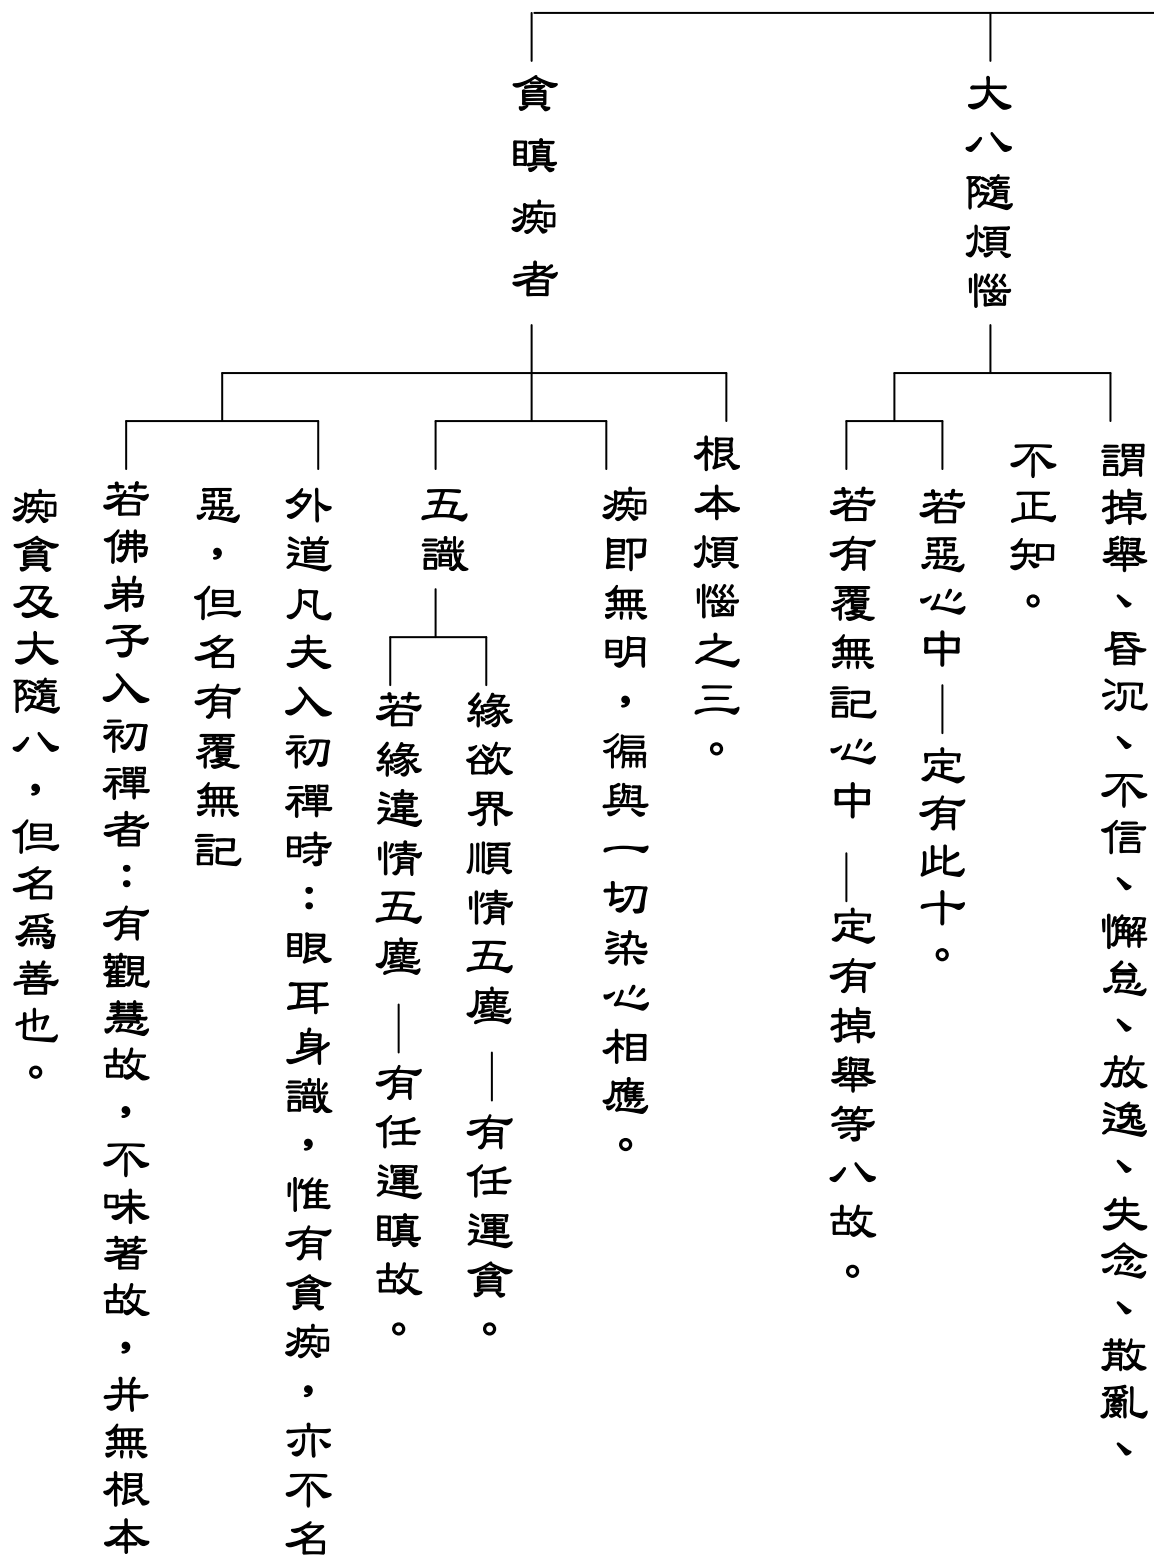 大八隨煩惱
謂掉舉、昏沉、不信、懈怠、放逸、失念、散亂、
不正知。
若惡心中—定有此十。
若有覆無記心中—定有掉舉等八故。
貪瞋痴者
根本煩惱之三。
痴即無明,徧與一切染心相應。
五識
緣欲界順情五塵—有任運貪。
若緣違情五塵—有任運瞋故。
外道凡夫入初禪時:眼耳身識,惟有貪痴,亦不名
惡,但名有覆無記
若佛弟子入初禪者:有觀慧故,不味著故,并無根本
痴貪及大隨八,但名為善也。